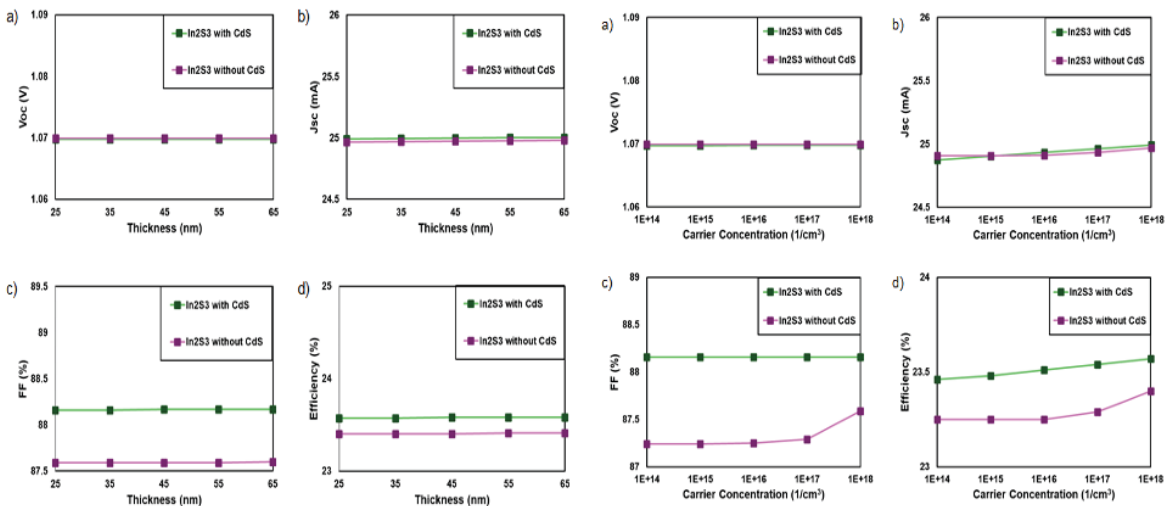 a)
1.09
1.08
1.07
1.06
Voc (V)
25 35 45 55 65
Thickness (nm)
In2S3 with CdS
In2S3 without CdS
b)
26
25.5
25
24.5
Jsc (mA)
25 35 45 55 65
Thickness (nm)
In2S3 with CdS
In2S3 without CdS
a)
1.09
1.08
1.07
1.06
Voc (V)
1E+14 1E+15 1E+16 1E+17 1E+18
Carrier Concentration (1/cm³)
In2S3 with CdS
In2S3 without CdS
b)
26
25.5
25
24.5
Jsc (mA)
1E+14 1E+15 1E+16 1E+17 1E+18
Carrier Concentration (1/cm³)
In2S3 with CdS
In2S3 without CdS
c)
89.5
89
88.5
88
87.5
FF (%)
25 35 45 55 65
Thickness (nm)
In2S3 with CdS
In2S3 without CdS
d)
25
24
23
Efficiency (%)
25 35 45 55 65
Thickness (nm)
In2S3 with CdS
In2S3 without CdS
c)
89
88.5
88
87.5
87
FF (%)
1E+14 1E+15 1E+16 1E+17 1E+18
Carrier Concentration (1/cm³)
In2S3 with CdS
In2S3 without CdS
d)
24
23.5
23
Efficiency (%)
1E+14 1E+15 1E+16 1E+17 1E+18
Carrier Concentration (1/cm³)
In2S3 with CdS
In2S3 without CdS